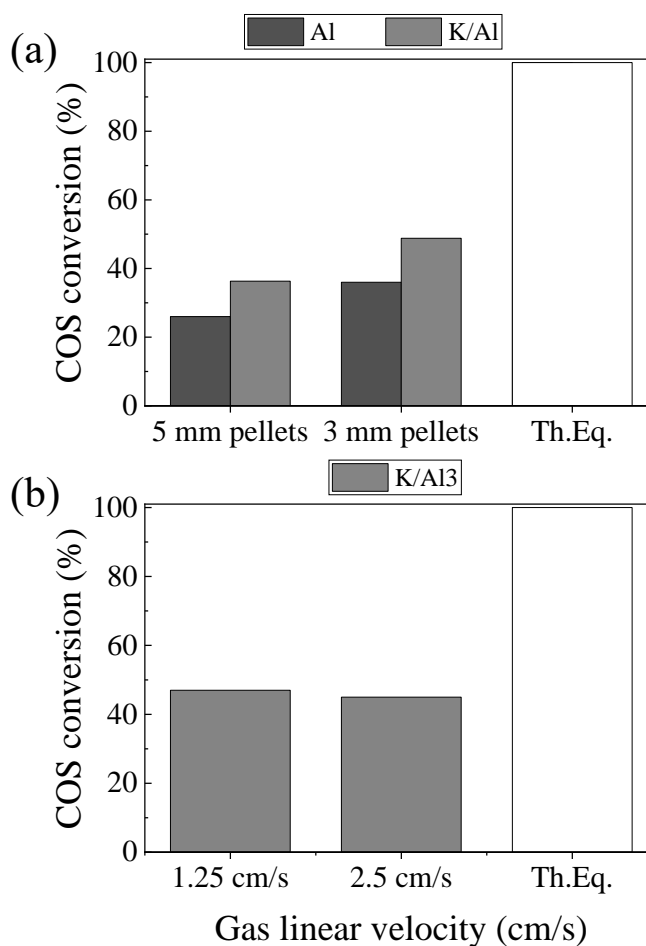 Al K/Al
(a)
COS conversion (%)
100
80
60
40
20
0
5 mm pellets 3 mm pellets Th.Eq.
K/Al3
(b)
COS conversion (%)
100
80
60
40
20
0
1.25 cm/s 2.5 cm/s Th.Eq.
Gas linear velocity (cm/s)